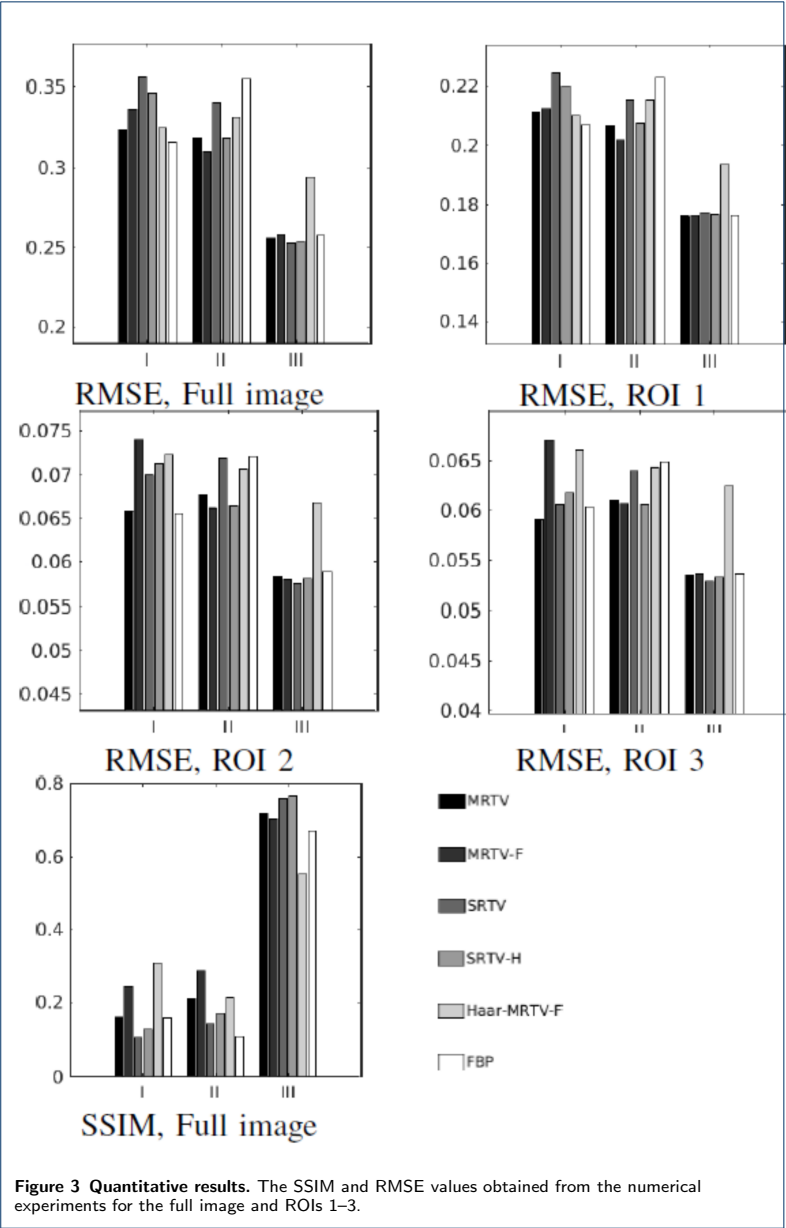 0.35
0.3
0.25
0.2
I II III
RMSE, Full image
0.22
0.2
0.18
0.16
0.14
I II III
RMSE, ROI 1
0.075
0.07
0.065
0.06
0.055
0.05
0.045
I II III
RMSE, ROI 2
0.065
0.06
0.055
0.05
0.045
0.04
I II III
RMSE, ROI 3
0.8
0.6
0.4
0.2
0
I II III
SSIM, Full image
MRTV
MRTV-F
SRTV
SRTV-H
Haar-MRTV-F
FBP
Figure 3 Quantitative results. The SSIM and RMSE values obtained from the numerical
experiments for the full image and ROIs 1–3.